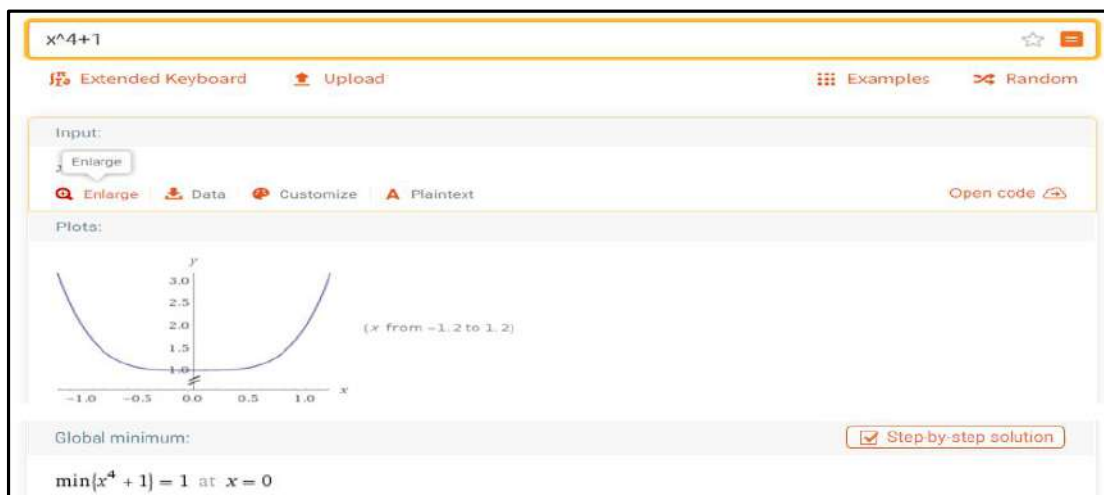 x^4+1
Extended Keyboard Upload Examples Random
Input:
Enlarge
Enlarge Data Customize A Plaintext Open code
Plots:
y
3.0
2.5
2.0
(x from −1.2 to 1.2)
1.5
1.0
x
−1.0 −0.5 0.0 0.5 1.0
Global minimum: Step-by-step solution
min{x⁴ + 1} = 1 at x = 0